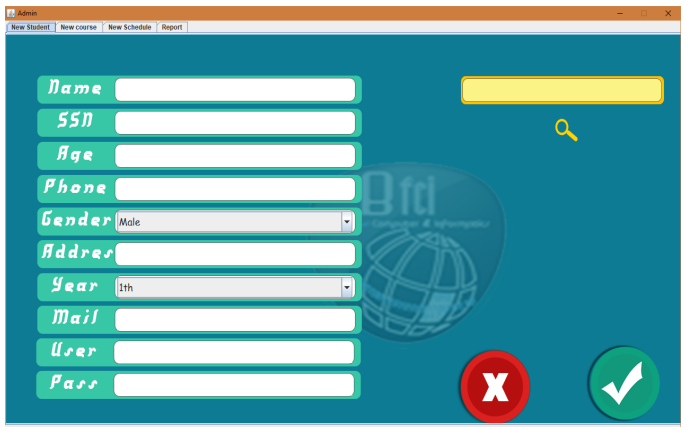 Admin
New Student New course New Schedule Report
Name
SSN
Age
Phone
Gender Male
Addres
Year 1th
Mail
User
Pass
fci
Computer & Informatics
X